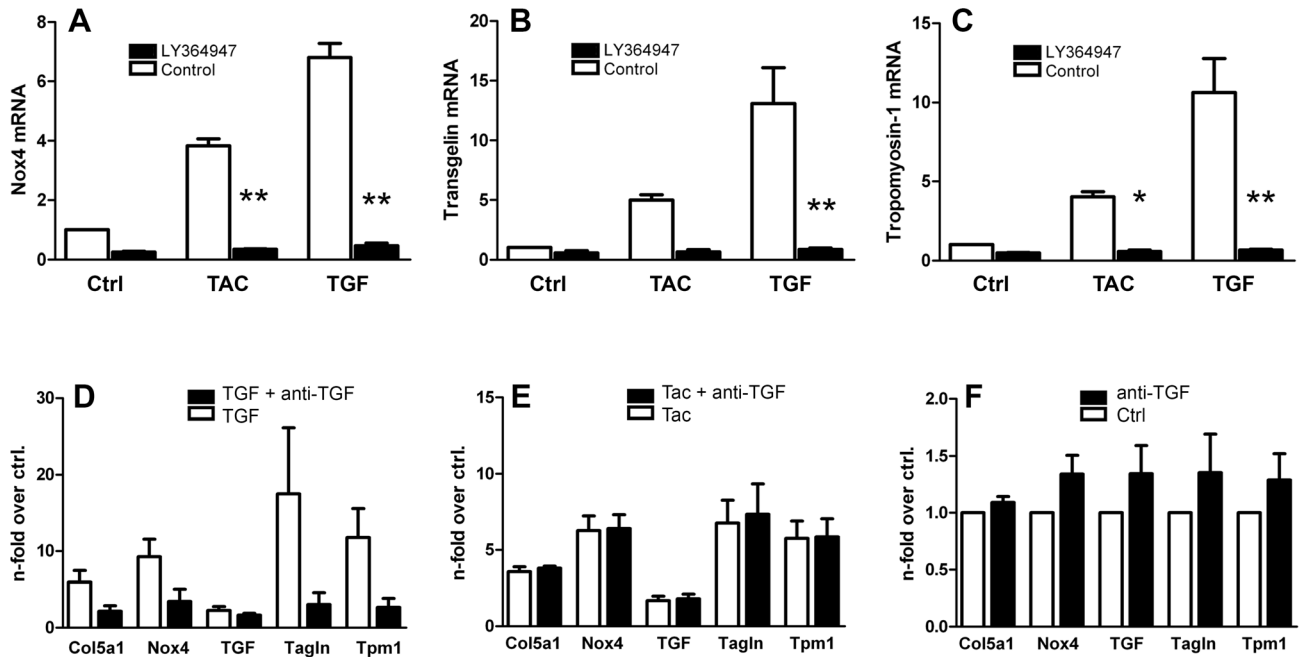 A
LY364947
Control
Nox4 mRNA
8
6
4
2
0
Ctrl TAC TGF
** **
B
LY364947
Control
Transgelin mRNA
20
15
10
5
0
Ctrl TAC TGF
**
C
LY364947
Control
Tropomyosin-1 mRNA
15
10
5
0
Ctrl TAC TGF
* **
D
TGF + anti-TGF
TGF
n-fold over ctrl.
30
20
10
0
Col5a1 Nox4 TGF Tagln Tpm1
E
Tac + anti-TGF
Tac
n-fold over ctrl.
15
10
5
0
Col5a1 Nox4 TGF Tagln Tpm1
F
anti-TGF
Ctrl
n-fold over ctrl.
2.0
1.5
1.0
0.5
0.0
Col5a1 Nox4 TGF Tagln Tpm1